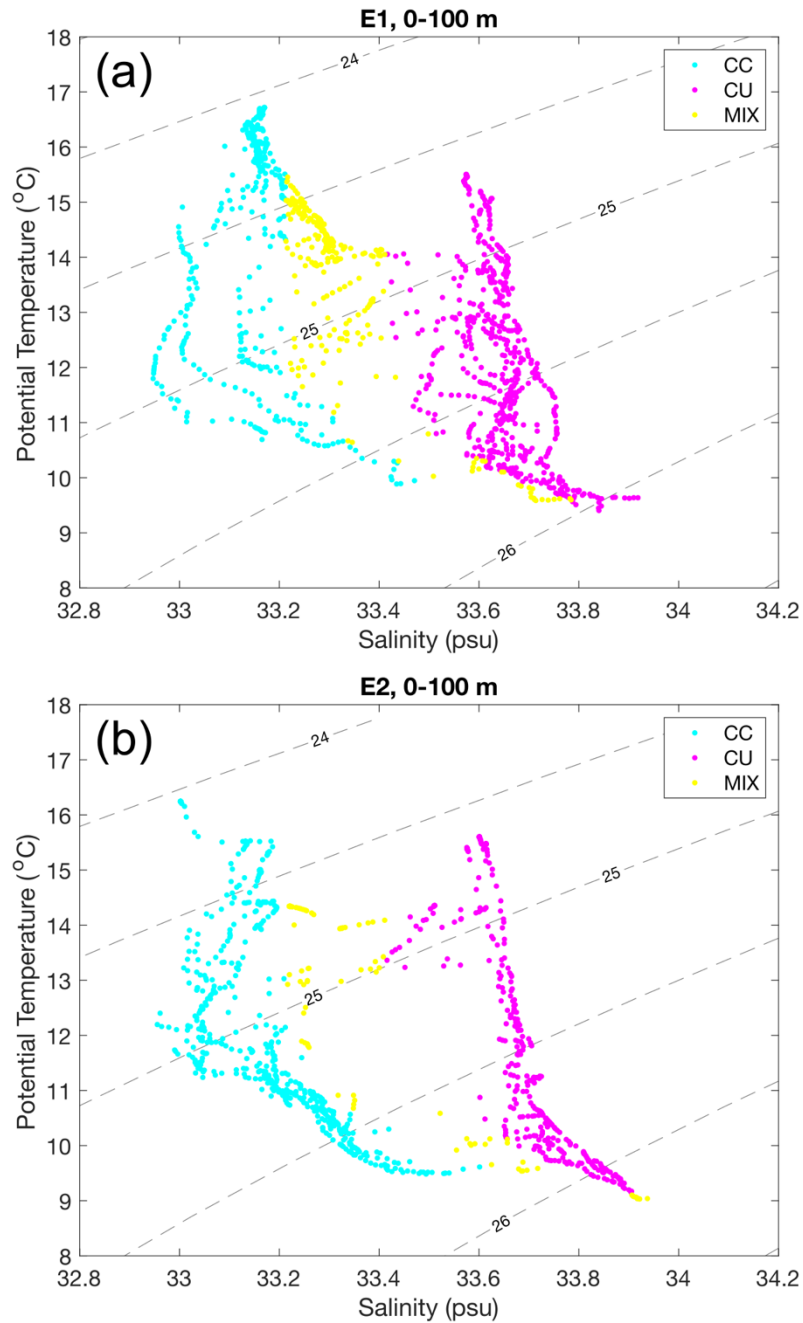 E1, 0-100 m
(a)
CC
CU
MIX
24
25
25
26
18
17
16
15
14
13
12
11
10
9
8
Potential Temperature (°C)
32.8 33 33.2 33.4 33.6 33.8 34 34.2
Salinity (psu)
E2, 0-100 m
(b)
CC
CU
MIX
24
25
25
26
18
17
16
15
14
13
12
11
10
9
8
Potential Temperature (°C)
32.8 33 33.2 33.4 33.6 33.8 34 34.2
Salinity (psu)